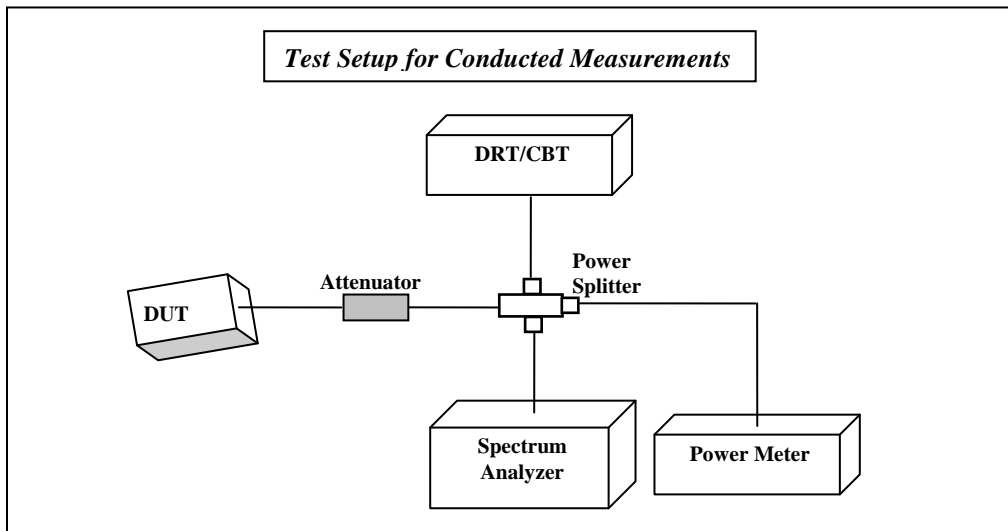 Test Setup for Conducted Measurements
DRT/CBT
Power
Splitter
Attenuator
DUT
Spectrum
Analyzer
Power Meter